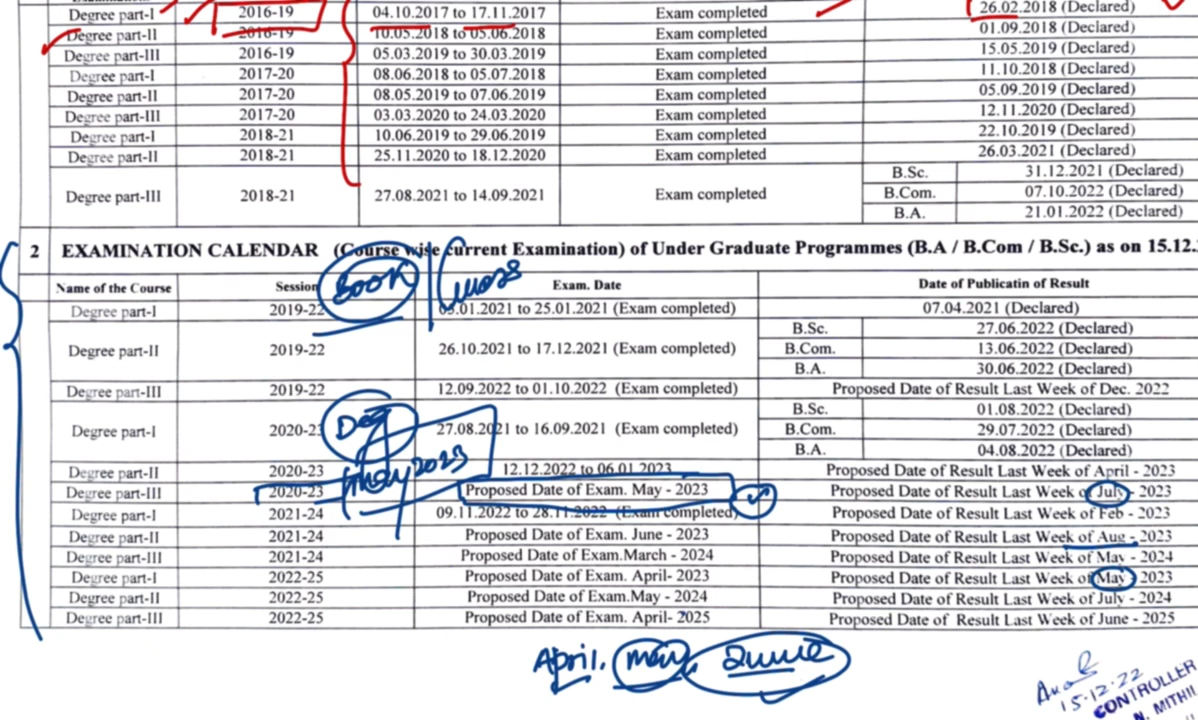 Degree part-I 2016-19 04.10.2017 to 17.11.2017 Exam completed 26.02.2018 (Declared)
Degree part-II 2016-19 10.05.2018 to 05.06.2018 Exam completed 01.09.2018 (Declared)
Degree part-III 2016-19 05.03.2019 to 30.03.2019 Exam completed 15.05.2019 (Declared)
Degree part-I 2017-20 08.06.2018 to 05.07.2018 Exam completed 11.10.2018 (Declared)
Degree part-II 2017-20 08.05.2019 to 07.06.2019 Exam completed 05.09.2019 (Declared)
Degree part-III 2017-20 03.03.2020 to 24.03.2020 Exam completed 12.11.2020 (Declared)
Degree part-I 2018-21 10.06.2019 to 29.06.2019 Exam completed 22.10.2019 (Declared)
Degree part-II 2018-21 25.11.2020 to 18.12.2020 Exam completed 26.03.2021 (Declared)
B.Sc. 31.12.2021 (Declared)
Degree part-III 2018-21 27.08.2021 to 14.09.2021 Exam completed B.Com. 07.10.2022 (Declared)
B.A. 21.01.2022 (Declared)
2 EXAMINATION CALENDAR (Course wise current Examination) of Under Graduate Programmes (B.A / B.Com / B.Sc.) as on 15.12.
Book
Name of the Course Session Exam. Date Date of Publicatin of Result
Degree part-I 2019-22 05.01.2021 to 25.01.2021 (Exam completed) 07.04.2021 (Declared)
B.Sc. 27.06.2022 (Declared)
Degree part-II 2019-22 26.10.2021 to 17.12.2021 (Exam completed) B.Com. 13.06.2022 (Declared)
B.A. 30.06.2022 (Declared)
Degree part-III 2019-22 12.09.2022 to 01.10.2022 (Exam completed) Proposed Date of Result Last Week of Dec. 2022
B.Sc. 01.08.2022 (Declared)
Degree part-I 2020-23 27.08.2021 to 16.09.2021 (Exam completed) B.Com. 29.07.2022 (Declared)
B.A. 04.08.2022 (Declared)
May 2023
Degree part-II 2020-23 12.12.2022 to 06.01.2023 Proposed Date of Result Last Week of April - 2023
Degree part-III 2020-23 Proposed Date of Exam. May - 2023 Proposed Date of Result Last Week of July - 2023
Degree part-I 2021-24 09.11.2022 to 28.11.2022 (Exam completed) Proposed Date of Result Last Week of Feb - 2023
Degree part-II 2021-24 Proposed Date of Exam. June - 2023 Proposed Date of Result Last Week of Aug - 2023
Degree part-III 2021-24 Proposed Date of Exam.March - 2024 Proposed Date of Result Last Week of May - 2024
Degree part-I 2022-25 Proposed Date of Exam. April- 2023 Proposed Date of Result Last Week of May - 2023
Degree part-II 2022-25 Proposed Date of Exam.May - 2024 Proposed Date of Result Last Week of July - 2024
Degree part-III 2022-25 Proposed Date of Exam. April- 2025 Proposed Date of Result Last Week of June - 2025
April. May
15-12-22
CONTROLLER
N. MITHIL